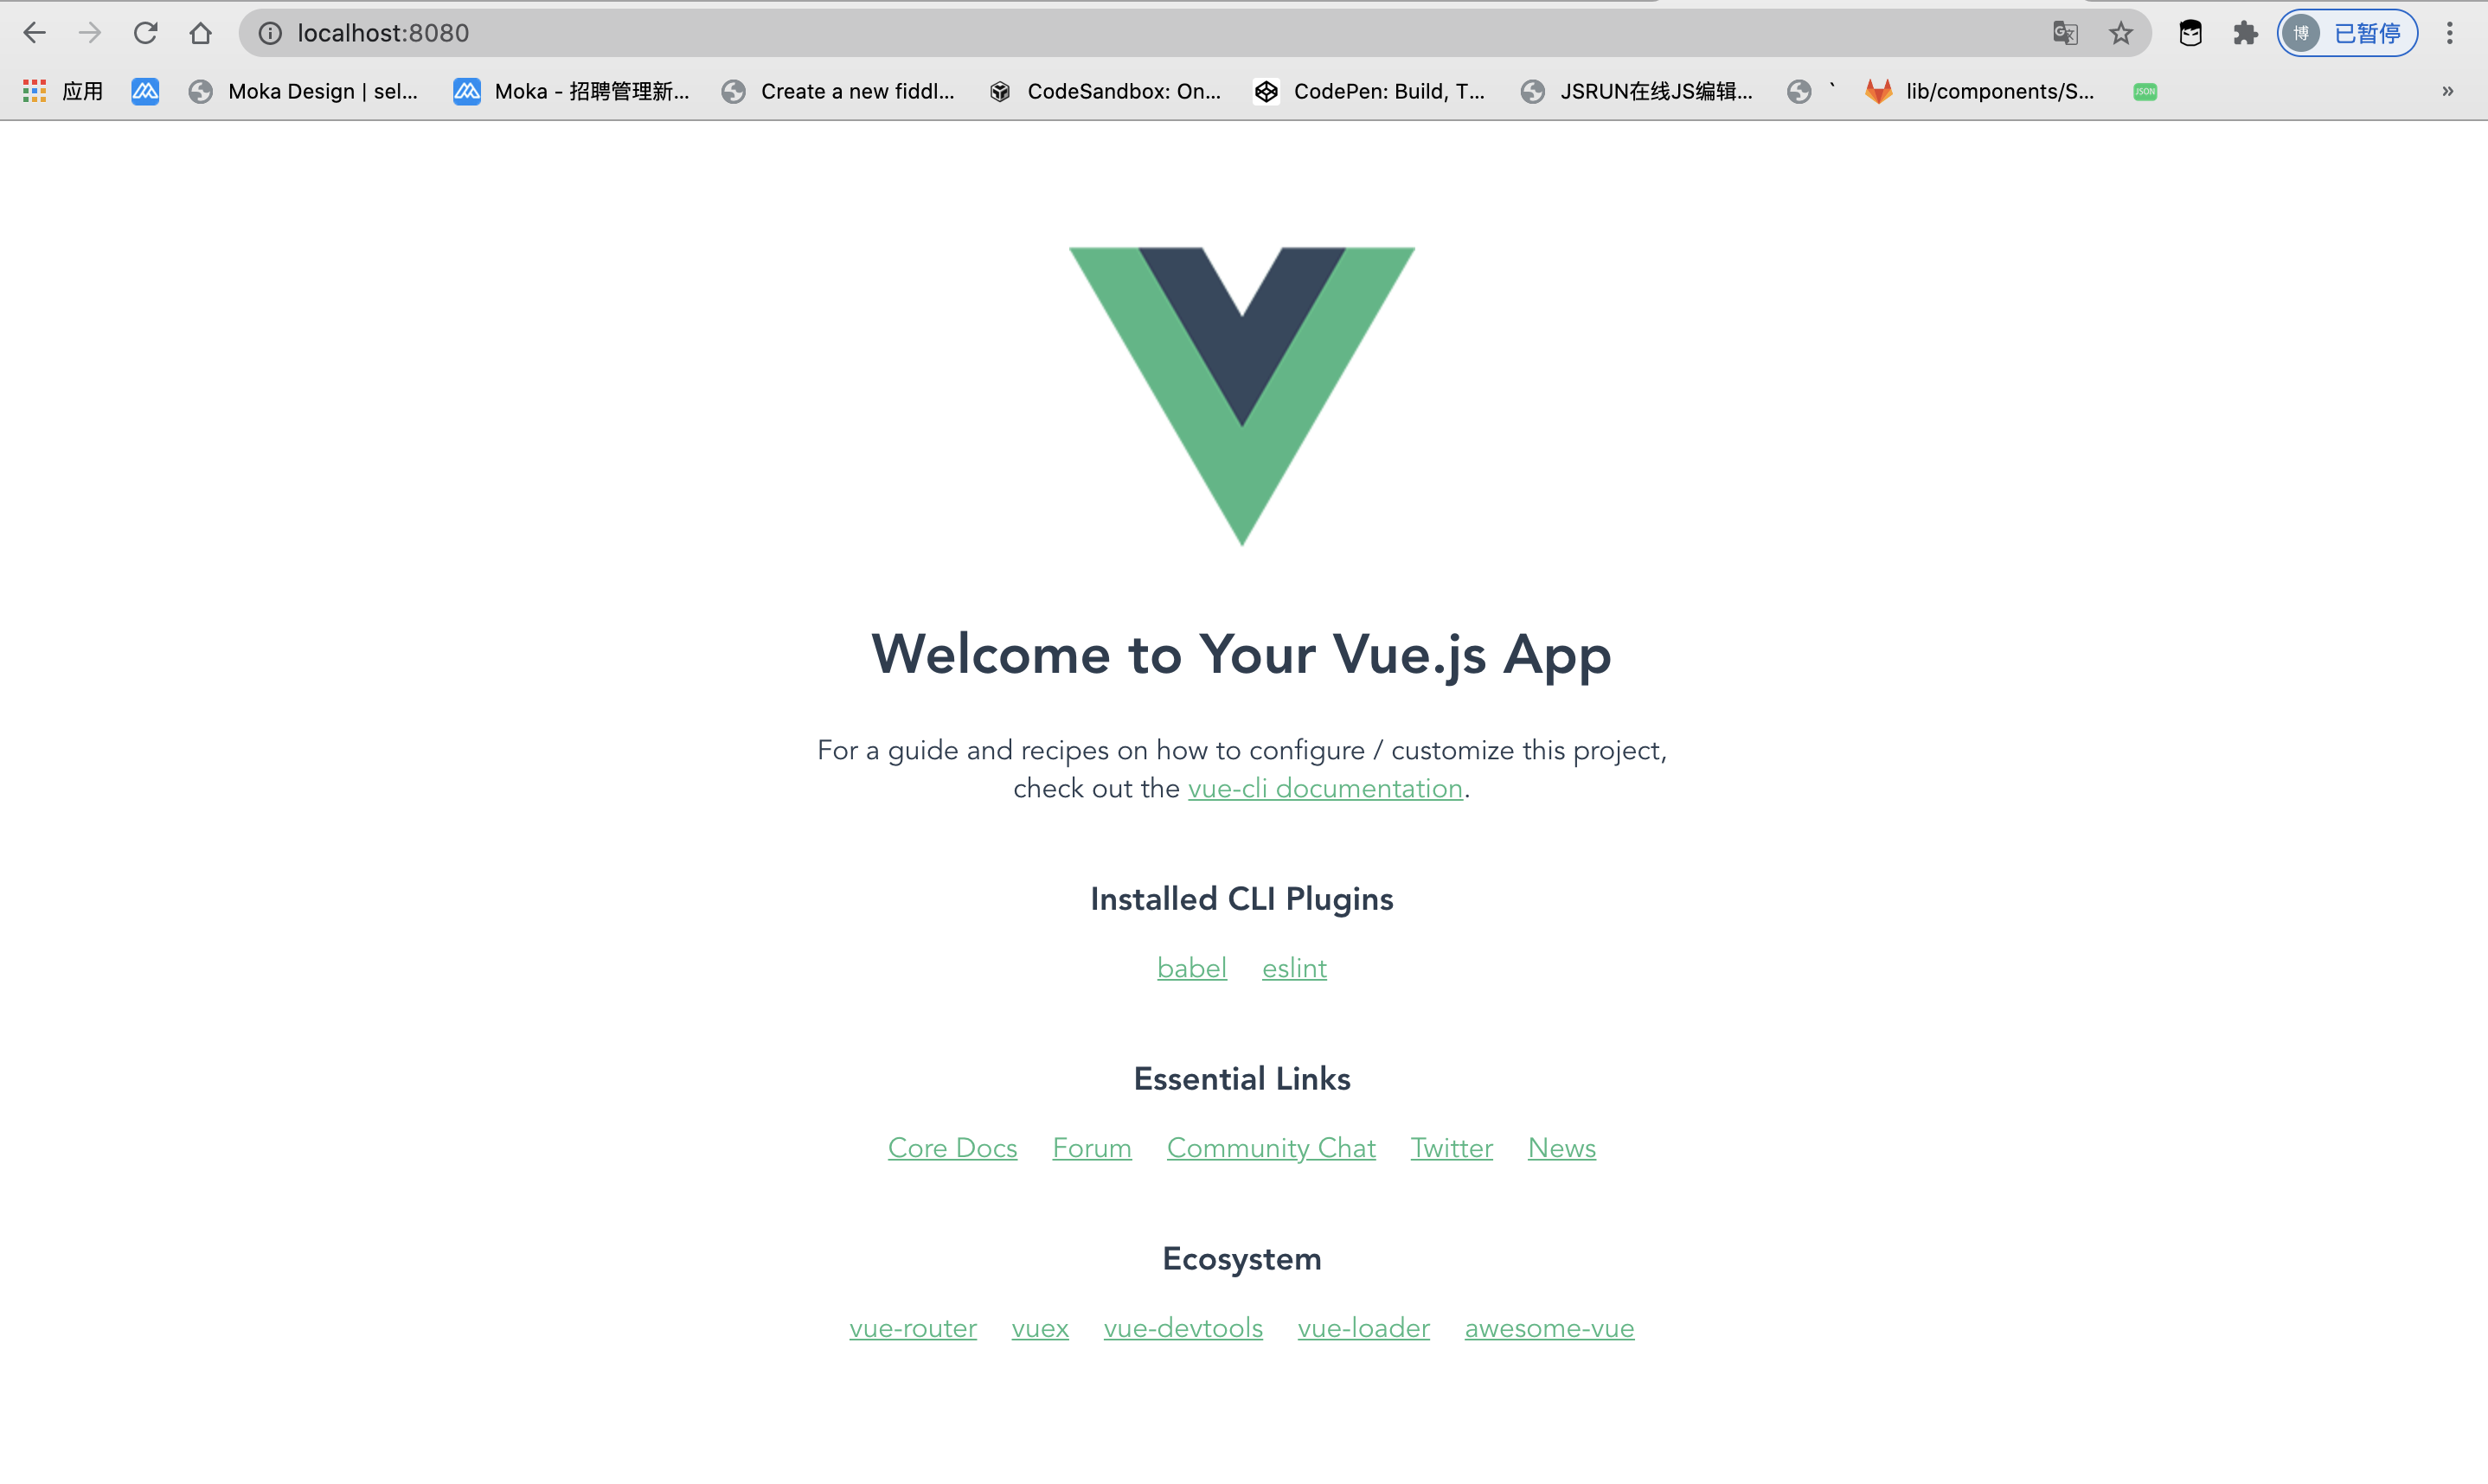 localhost:8080
博 已暂停
应用 Moka Design | sel... Moka - 招聘管理新... Create a new fiddl... CodeSandbox: On... CodePen: Build, T... JSRUN在线JS编辑... ` lib/components/S... JSON »
Welcome to Your Vue.js App
For a guide and recipes on how to configure / customize this project,
check out the vue-cli documentation.
Installed CLI Plugins
babel eslint
Essential Links
Core Docs Forum Community Chat Twitter News
Ecosystem
vue-router vuex vue-devtools vue-loader awesome-vue